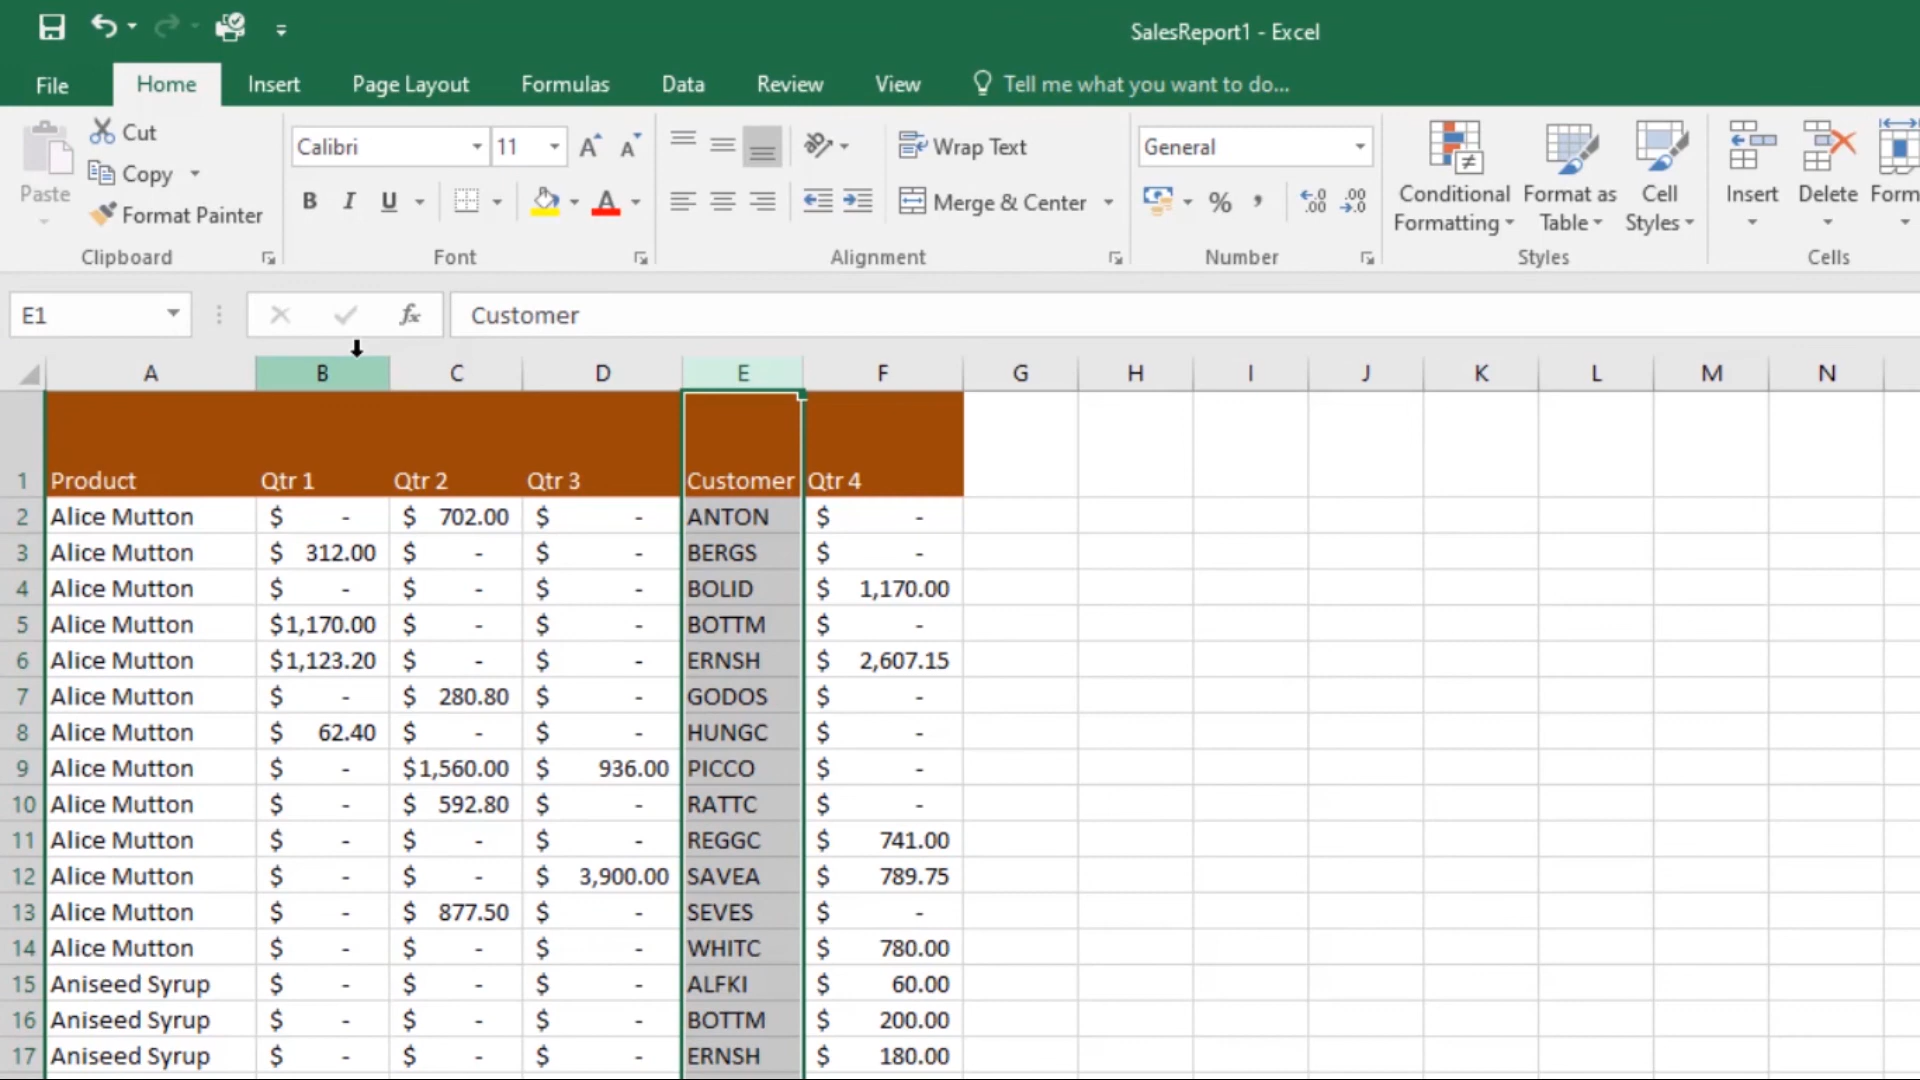 SalesReport1 - Excel
File Home Insert Page Layout Formulas Data Review View Tell me what you want to do...
Paste
Cut
Copy
Format Painter
Clipboard
Calibri 11
B I U
Font
Wrap Text
Merge & Center
Alignment
General
% , .00 .00
Number
Conditional Formatting
Format as Table
Cell Styles
Styles
Insert Delete Form
Cells
E1 fx Customer
A B C D E F G H I J K L M N
1 Product Qtr 1 Qtr 2 Qtr 3 Customer Qtr 4
2 Alice Mutton $ - $ 702.00 $ - ANTON $ -
3 Alice Mutton $ 312.00 $ - $ - BERGS $ -
4 Alice Mutton $ - $ - $ - BOLID $ 1,170.00
5 Alice Mutton $1,170.00 $ - $ - BOTTM $ -
6 Alice Mutton $1,123.20 $ - $ - ERNSH $ 2,607.15
7 Alice Mutton $ - $ 280.80 $ - GODOS $ -
8 Alice Mutton $ 62.40 $ - $ - HUNGC $ -
9 Alice Mutton $ - $1,560.00 $ 936.00 PICCO $ -
10 Alice Mutton $ - $ 592.80 $ - RATTC $ -
11 Alice Mutton $ - $ - $ - REGGC $ 741.00
12 Alice Mutton $ - $ - $ 3,900.00 SAVEA $ 789.75
13 Alice Mutton $ - $ 877.50 $ - SEVES $ -
14 Alice Mutton $ - $ - $ - WHITC $ 780.00
15 Aniseed Syrup $ - $ - $ - ALFKI $ 60.00
16 Aniseed Syrup $ - $ - $ - BOTTM $ 200.00
17 Aniseed Syrup $ - $ - $ - ERNSH $ 180.00